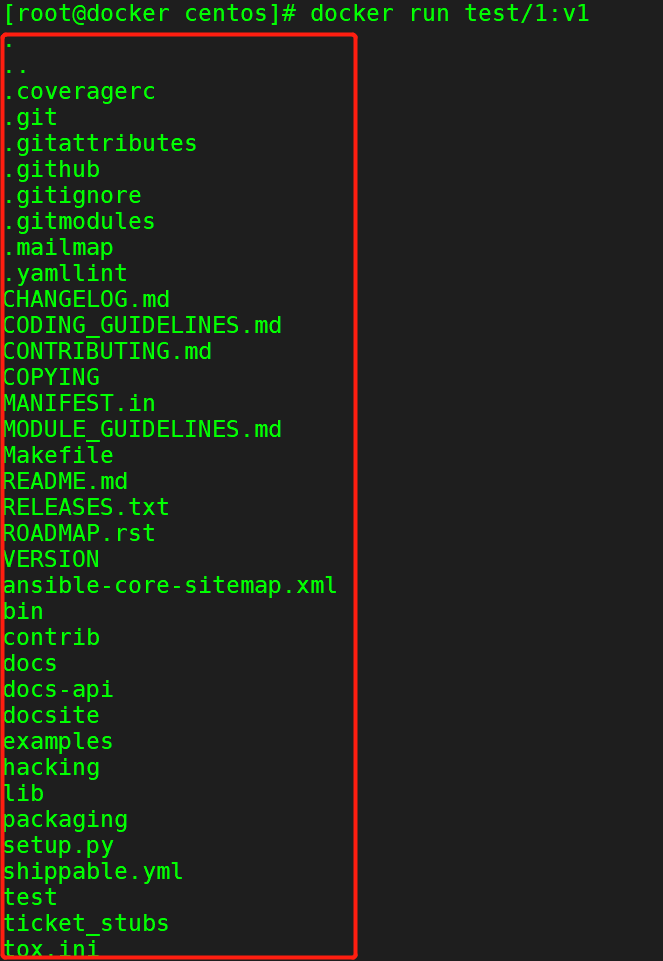 [root@docker centos]# docker run test/1:v1
.
..
.coveragerc
.git
.gitattributes
.github
.gitignore
.gitmodules
.mailmap
.yamllint
CHANGELOG.md
CODING_GUIDELINES.md
CONTRIBUTING.md
COPYING
MANIFEST.in
MODULE_GUIDELINES.md
Makefile
README.md
RELEASES.txt
ROADMAP.rst
VERSION
ansible-core-sitemap.xml
bin
contrib
docs
docs-api
docsite
examples
hacking
lib
packaging
setup.py
shippable.yml
test
ticket_stubs
tox.ini